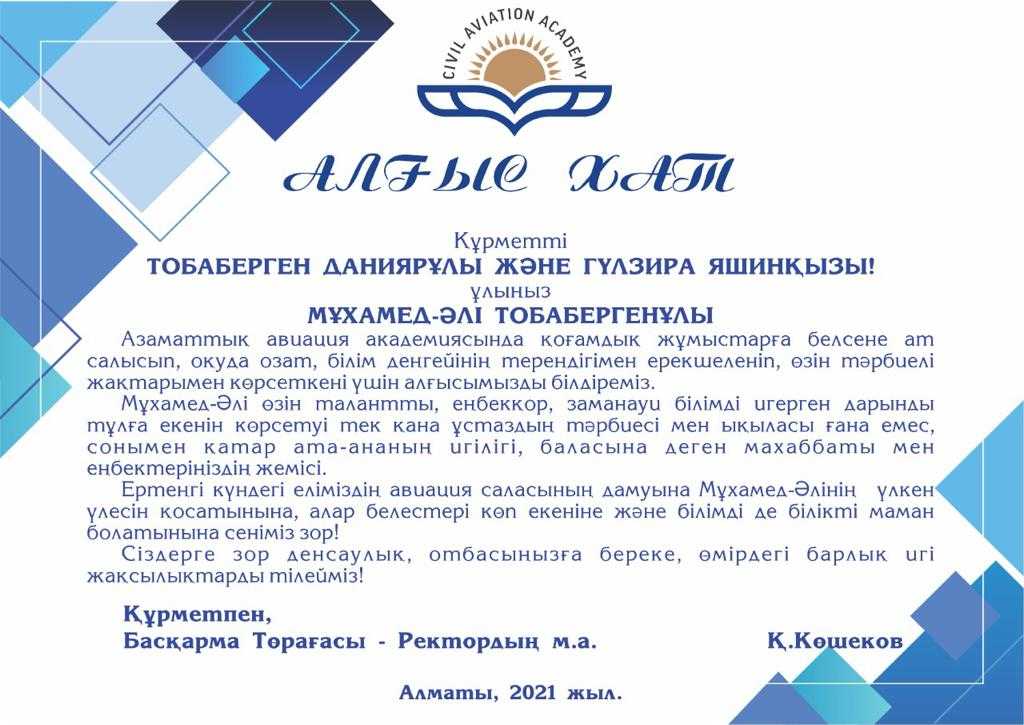 CIVIL AVIATION ACADEMY
АЛҒЫС ХАТ
Құрметті
ТОБАБЕРГЕН ДАНИЯРҰЛЫ ЖӘНЕ ГҮЛЗИРА ЯШИНҚЫЗЫ!
ұлыңыз
МҰХАМЕД-ӘЛІ ТОБАБЕРГЕНҰЛЫ
Азаматтық авиация академиясында қоғамдық жұмыстарға белсене ат
салысып, окуда озат, білім деңгейінің терендігімен ерекшеленіп, өзін тәрбиелі
жақтарымен көрсеткені үшін алғысымызды білдіреміз.
Мұхамед-Әлі өзін талантты, еңбеккор, заманауи білімді игерген дарынды
тұлға екенін көрсетуі тек кана ұстаздың тәрбиесі мен ықыласы ғана емес,
сонымен қатар ата-ананың игілігі, баласына деген махаббаты мен
еңбектеріңіздің жемісі.
Ертеңгі күндегі еліміздің авиация саласының дамуына Мұхамед-Әлінің үлкен
үлесін косатынына, алар белестері көп екеніне және білімді де білікті маман
болатынына сеніміз зор!
Сіздерге зор денсаулық, отбасыңызға береке, өмірдегі барлық игі
жақсылықтарды тілейміз!
Құрметпен,
Басқарма Төрағасы - Ректордың м.а. Қ.Көшеков
Алматы, 2021 жыл.